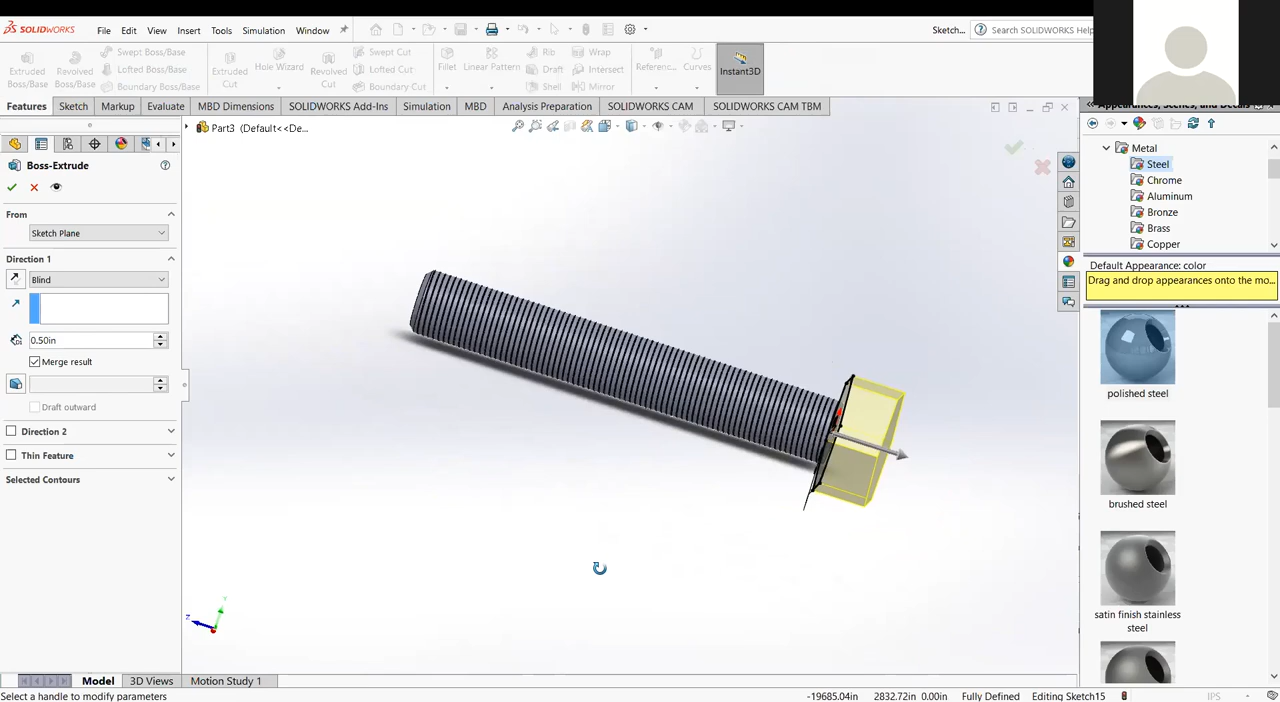 SOLIDWORKS File Edit View Insert Tools Simulation Window Sketch... Search SOLIDWORKS Help
Extruded Boss/Base Revolved Boss/Base Swept Boss/Base Lofted Boss/Base Boundary Boss/Base Extruded Cut Hole Wizard Revolved Cut Swept Cut Lofted Cut Boundary Cut Fillet Linear Pattern Rib Draft Shell Wrap Intersect Mirror Referenc... Curves Instant3D
Features Sketch Markup Evaluate MBD Dimensions SOLIDWORKS Add-Ins Simulation MBD Analysis Preparation SOLIDWORKS CAM SOLIDWORKS CAM TBM
Appearances, Scenes, and Decals
Part3 (Default<<De...
Boss-Extrude
From
Sketch Plane
Direction 1
Blind
0.50in
Merge result
Draft outward
Direction 2
Thin Feature
Selected Contours
Metal
Steel
Chrome
Aluminum
Bronze
Brass
Copper
Default Appearance: color
Drag and drop appearances onto the mo...
polished steel
brushed steel
satin finish stainless
steel
Y
Z
Model 3D Views Motion Study 1
Select a handle to modify parameters -19685.04in 2832.72in 0.00in Fully Defined Editing Sketch15 IPS